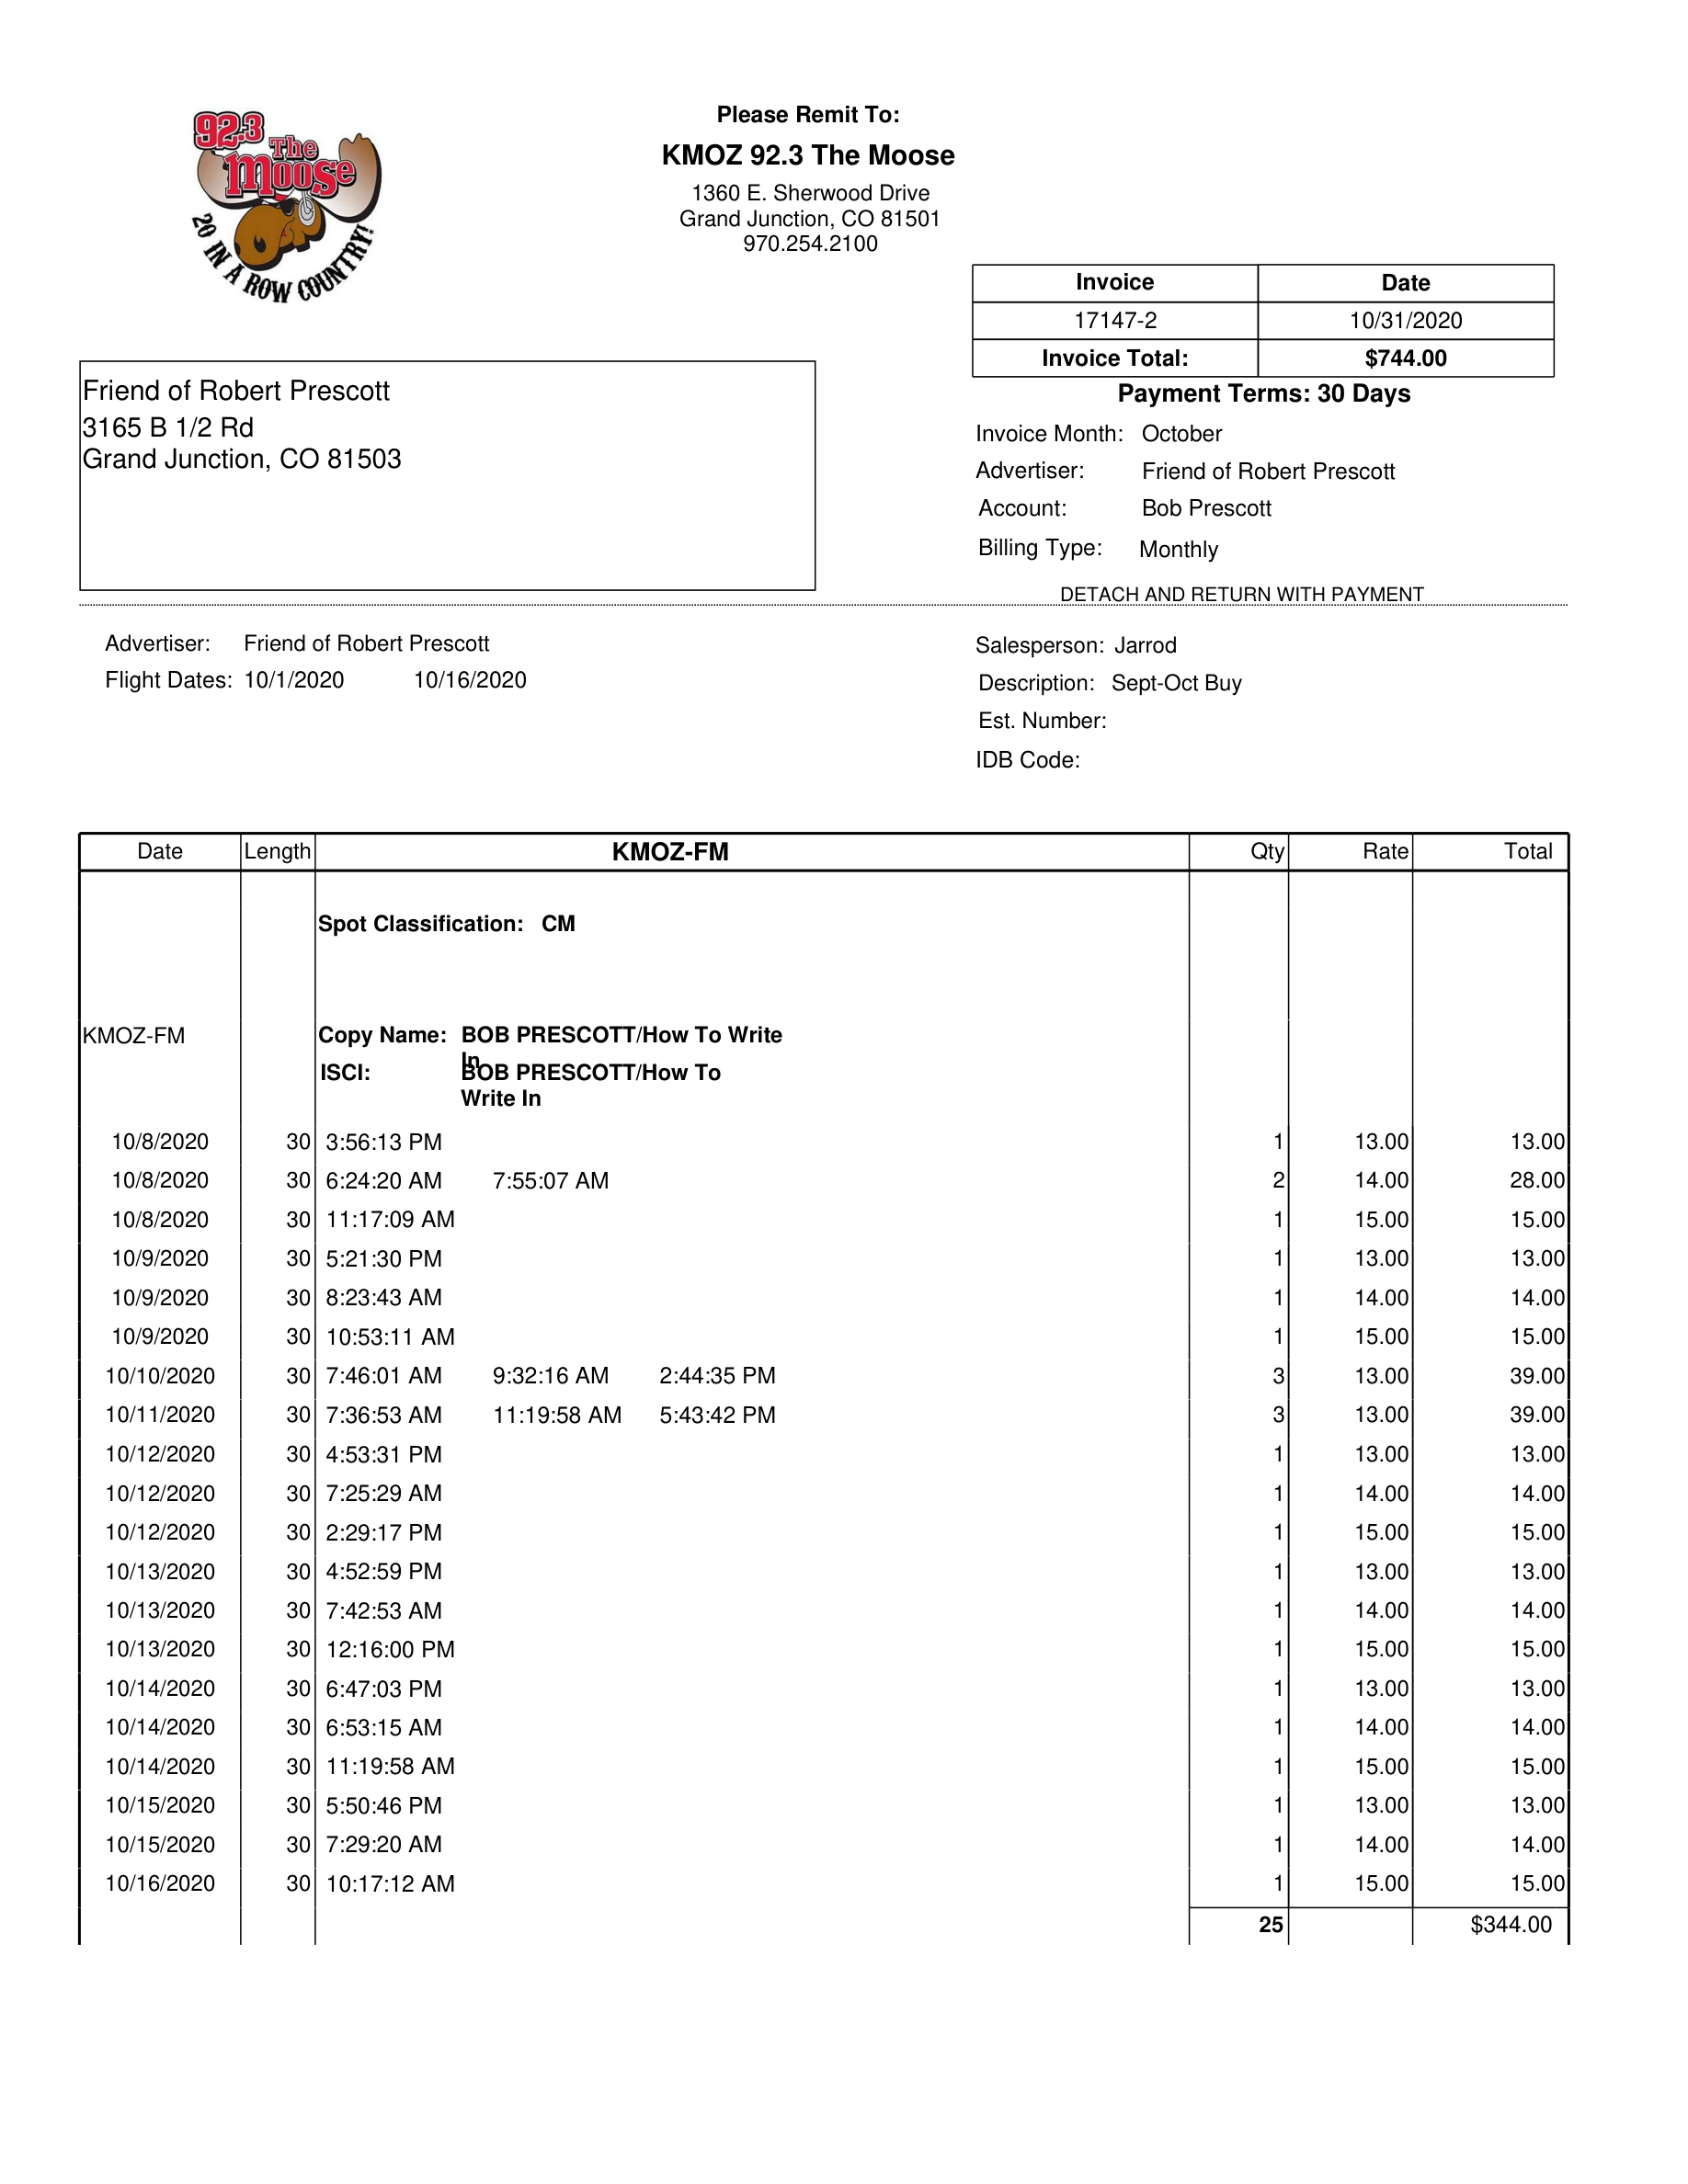 92.3
The
moose
20 IN A ROW COUNTRY!
Please Remit To:
KMOZ 92.3 The Moose
1360 E. Sherwood Drive
Grand Junction, CO 81501
970.254.2100
Invoice Date
17147-2 10/31/2020
Invoice Total: $744.00
Payment Terms: 30 Days
Friend of Robert Prescott
3165 B 1/2 Rd
Grand Junction, CO 81503
Invoice Month: October
Advertiser: Friend of Robert Prescott
Account: Bob Prescott
Billing Type: Monthly
DETACH AND RETURN WITH PAYMENT
Advertiser: Friend of Robert Prescott
Flight Dates: 10/1/2020 10/16/2020
Salesperson: Jarrod
Description: Sept-Oct Buy
Est. Number:
IDB Code:
Date Length KMOZ-FM Qty Rate Total
Spot Classification: CM
KMOZ-FM Copy Name: BOB PRESCOTT/How To Write
In
ISCI: BOB PRESCOTT/How To
Write In
10/8/2020 30 3:56:13 PM 1 13.00 13.00
10/8/2020 30 6:24:20 AM 7:55:07 AM 2 14.00 28.00
10/8/2020 30 11:17:09 AM 1 15.00 15.00
10/9/2020 30 5:21:30 PM 1 13.00 13.00
10/9/2020 30 8:23:43 AM 1 14.00 14.00
10/9/2020 30 10:53:11 AM 1 15.00 15.00
10/10/2020 30 7:46:01 AM 9:32:16 AM 2:44:35 PM 3 13.00 39.00
10/11/2020 30 7:36:53 AM 11:19:58 AM 5:43:42 PM 3 13.00 39.00
10/12/2020 30 4:53:31 PM 1 13.00 13.00
10/12/2020 30 7:25:29 AM 1 14.00 14.00
10/12/2020 30 2:29:17 PM 1 15.00 15.00
10/13/2020 30 4:52:59 PM 1 13.00 13.00
10/13/2020 30 7:42:53 AM 1 14.00 14.00
10/13/2020 30 12:16:00 PM 1 15.00 15.00
10/14/2020 30 6:47:03 PM 1 13.00 13.00
10/14/2020 30 6:53:15 AM 1 14.00 14.00
10/14/2020 30 11:19:58 AM 1 15.00 15.00
10/15/2020 30 5:50:46 PM 1 13.00 13.00
10/15/2020 30 7:29:20 AM 1 14.00 14.00
10/16/2020 30 10:17:12 AM 1 15.00 15.00
25 $344.00